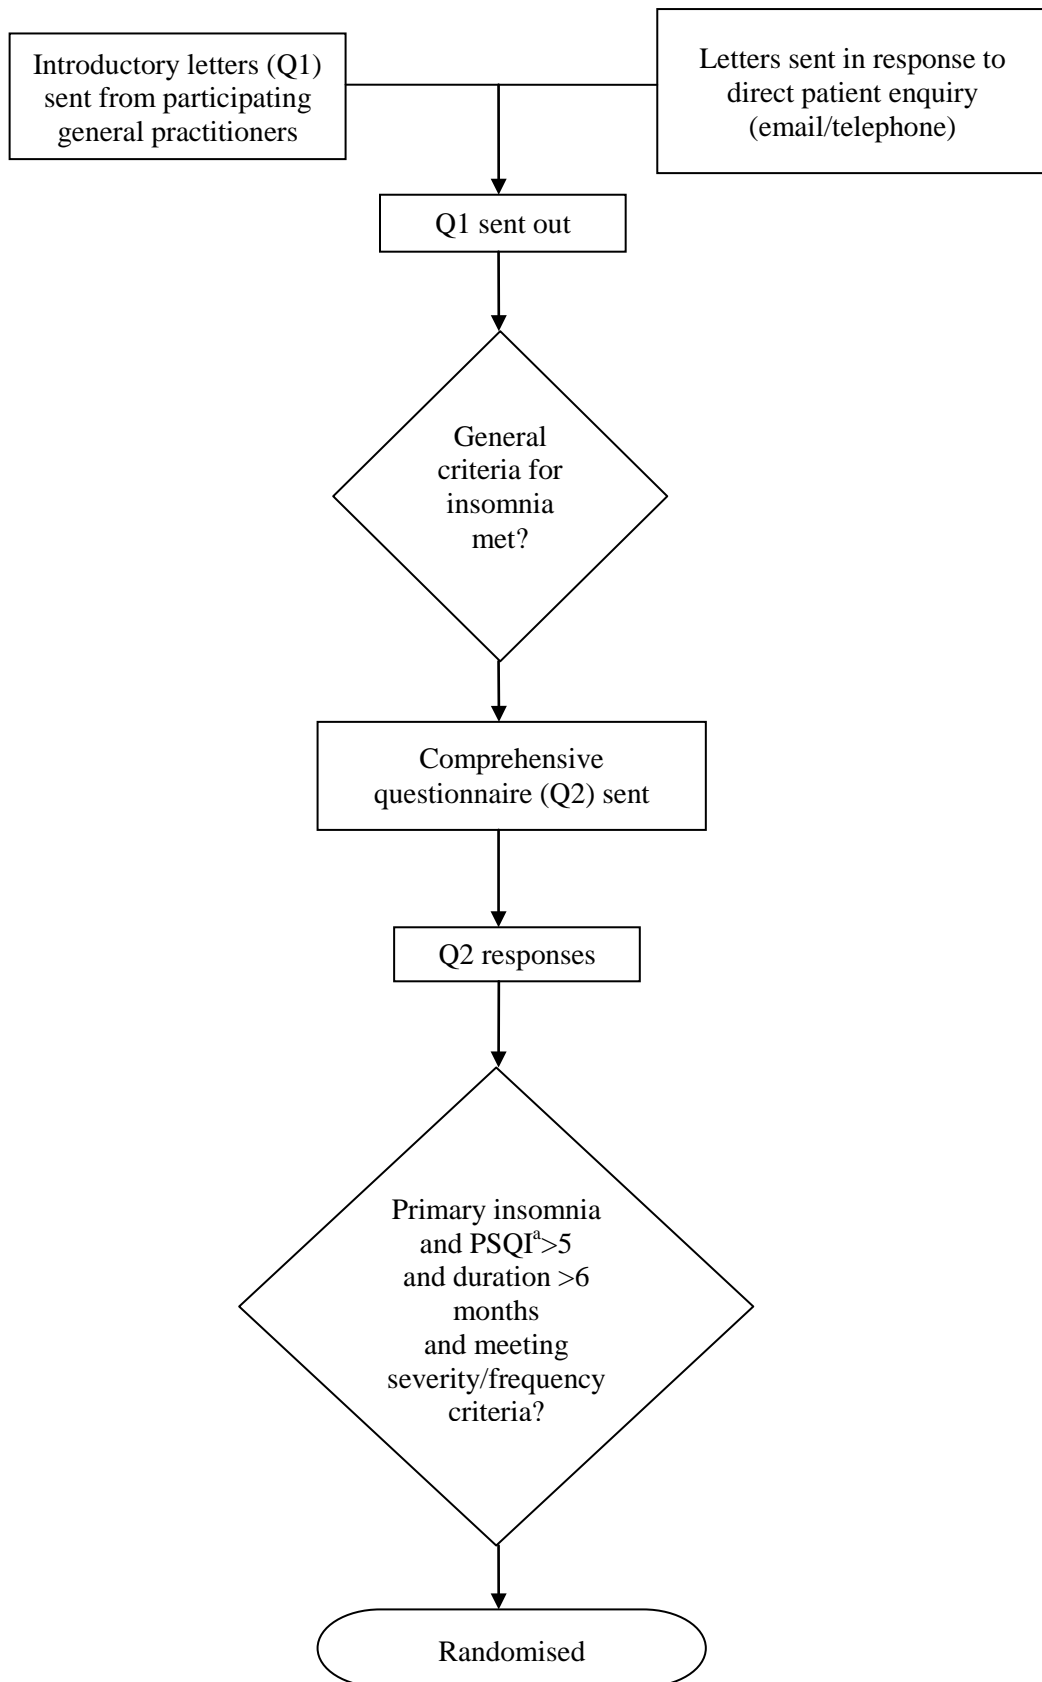 Introductory letters (Q1)
sent from participating
general practitioners
Letters sent in response to
direct patient enquiry
(email/telephone)
Q1 sent out
General
criteria for
insomnia
met?
Comprehensive
questionnaire (Q2) sent
Q2 responses
Primary insomnia
and PSQIᵃ>5
and duration >6
months
and meeting
severity/frequency
criteria?
Randomised